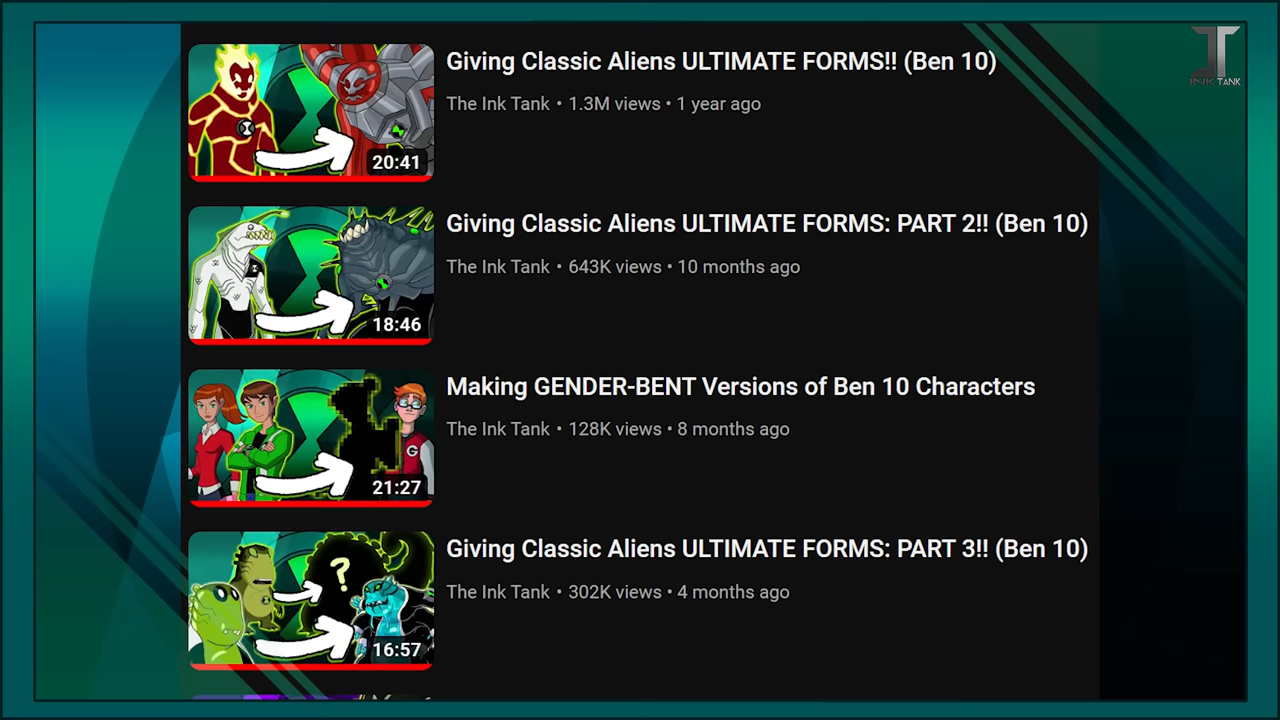 Giving Classic Aliens ULTIMATE FORMS!! (Ben 10)
The Ink Tank • 1.3M views • 1 year ago
20:41
Giving Classic Aliens ULTIMATE FORMS: PART 2!! (Ben 10)
The Ink Tank • 643K views • 10 months ago
18:46
Making GENDER-BENT Versions of Ben 10 Characters
The Ink Tank • 128K views • 8 months ago
G
21:27
Giving Classic Aliens ULTIMATE FORMS: PART 3!! (Ben 10)
The Ink Tank • 302K views • 4 months ago
?
16:57
IT
INK TANK